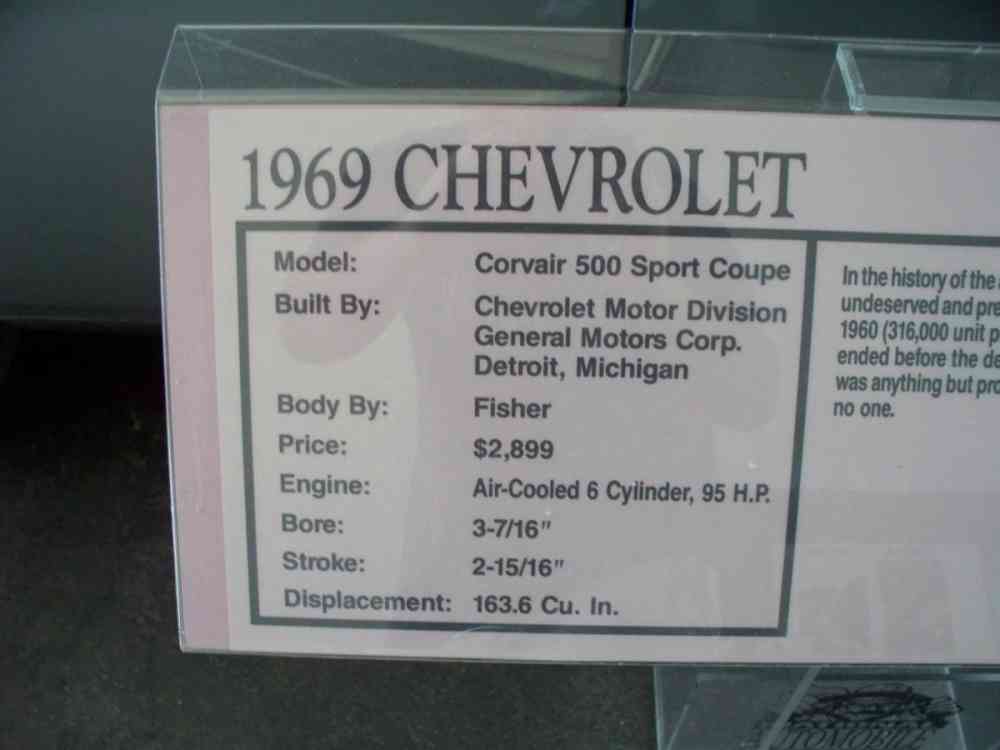 1969 CHEVROLET
Model: Corvair 500 Sport Coupe
Built By: Chevrolet Motor Division
General Motors Corp.
Detroit, Michigan
Body By: Fisher
Price: $2,899
Engine: Air-Cooled 6 Cylinder, 95 H.P.
Bore: 3-7/16"
Stroke: 2-15/16"
Displacement: 163.6 Cu. In.
In the history of the
undeserved and pre
1960 (316,000 unit p
ended before the de
was anything but pro
no one.
AUTOMOBILE